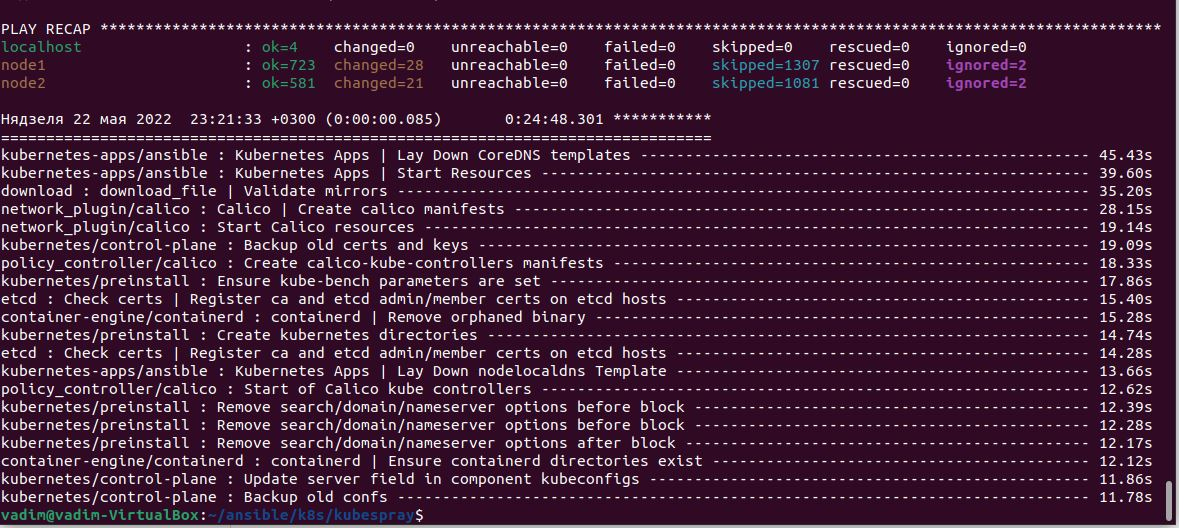 PLAY RECAP **********************************************************************************************************************
localhost                  : ok=4    changed=0    unreachable=0    failed=0    skipped=0    rescued=0    ignored=0
node1                      : ok=723  changed=28   unreachable=0    failed=0    skipped=1307 rescued=0    ignored=2
node2                      : ok=581  changed=21   unreachable=0    failed=0    skipped=1081 rescued=0    ignored=2
Нядзеля 22 мая 2022  23:21:33 +0300 (0:00:00.085)       0:24:48.301 ***********
===============================================================================
kubernetes-apps/ansible : Kubernetes Apps | Lay Down CoreDNS templates -------------------------------------------------- 45.43s
kubernetes-apps/ansible : Kubernetes Apps | Start Resources ------------------------------------------------------------- 39.60s
download : download_file | Validate mirrors ----------------------------------------------------------------------------- 35.20s
network_plugin/calico : Calico | Create calico manifests ---------------------------------------------------------------- 28.15s
network_plugin/calico : Start Calico resources -------------------------------------------------------------------------- 19.14s
kubernetes/control-plane : Backup old certs and keys -------------------------------------------------------------------- 19.09s
policy_controller/calico : Create calico-kube-controllers manifests ----------------------------------------------------- 18.33s
kubernetes/preinstall : Ensure kube-bench parameters are set ------------------------------------------------------------ 17.86s
etcd : Check certs | Register ca and etcd admin/member certs on etcd hosts ---------------------------------------------- 15.40s
container-engine/containerd : containerd | Remove orphaned binary ------------------------------------------------------- 15.28s
kubernetes/preinstall : Create kubernetes directories ------------------------------------------------------------------- 14.74s
etcd : Check certs | Register ca and etcd admin/member certs on etcd hosts ---------------------------------------------- 14.28s
kubernetes-apps/ansible : Kubernetes Apps | Lay Down nodelocaldns Template ---------------------------------------------- 13.66s
policy_controller/calico : Start of Calico kube controllers ------------------------------------------------------------- 12.62s
kubernetes/preinstall : Remove search/domain/nameserver options before block -------------------------------------------- 12.39s
kubernetes/preinstall : Remove search/domain/nameserver options before block -------------------------------------------- 12.28s
kubernetes/preinstall : Remove search/domain/nameserver options after block --------------------------------------------- 12.17s
container-engine/containerd : containerd | Ensure containerd directories exist ------------------------------------------ 12.12s
kubernetes/control-plane : Update server field in component kubeconfigs ------------------------------------------------- 11.86s
kubernetes/control-plane : Backup old confs ----------------------------------------------------------------------------- 11.78s
vadim@vadim-VirtualBox:~/ansible/k8s/kubespray$